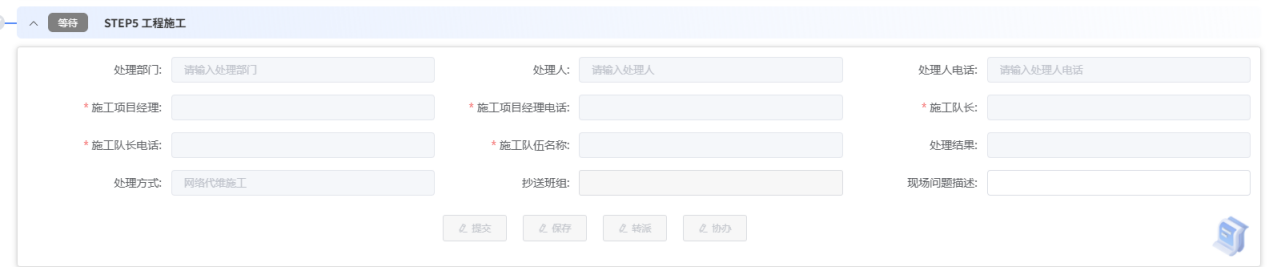 等待 STEP5 工程施工
处理部门: 请输入处理部门 处理人: 请输入处理人 处理人电话: 请输入处理人电话
* 施工项目经理: * 施工项目经理电话: * 施工队长:
* 施工队长电话: * 施工队伍名称: 处理结果:
处理方式: 网络代维施工 抄送班组: 现场问题描述:
提交 保存 转派 协办